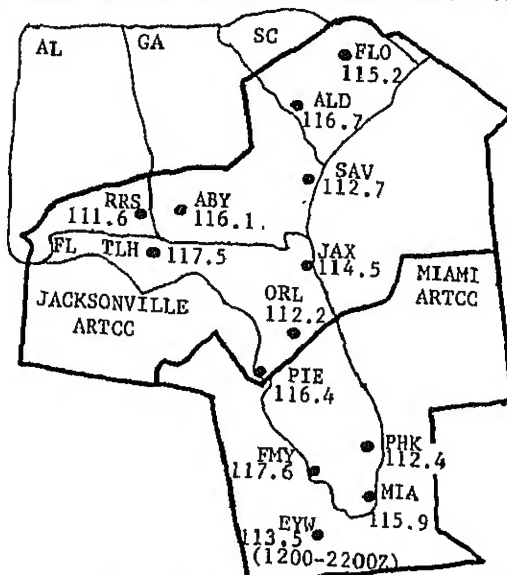 AL
GA
SC
FLO
115.2
ALD
116.7
SAV
112.7
RRS
111.6
ABY
116.1
FL
TLH
117.5
JAX
114.5
JACKSONVILLE
ARTCC
ORL
112.2
MIAMI
ARTCC
PIE
116.4
FMY
117.6
PHK
112.4
MIA
115.9
EYW
113.5
(1200-2200Z)